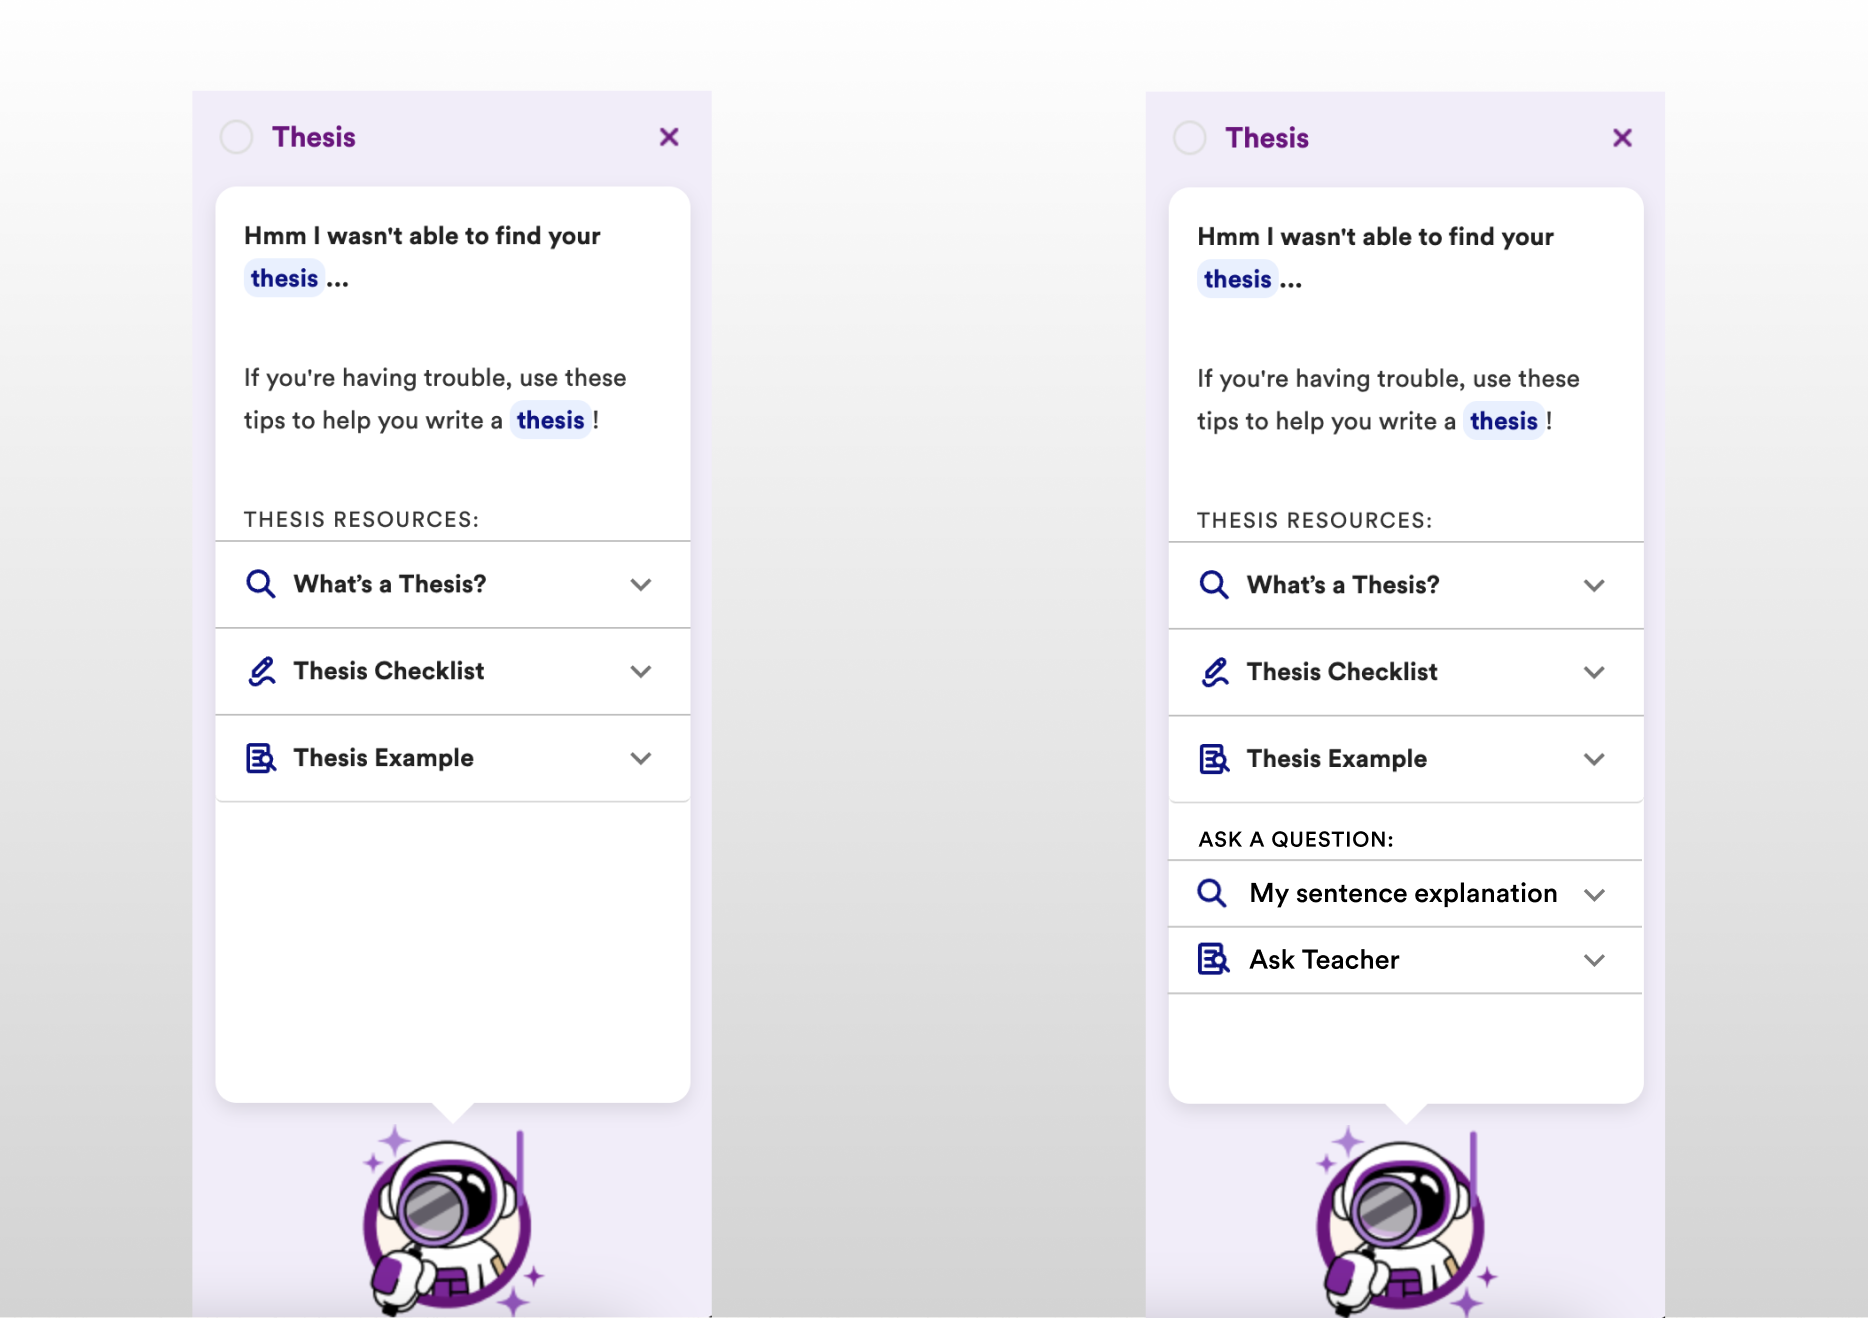 Thesis
Hmm I wasn't able to find your
thesis...
If you're having trouble, use these
tips to help you write a thesis!
THESIS RESOURCES:
What's a Thesis?
Thesis Checklist
Thesis Example
Thesis
Hmm I wasn't able to find your
thesis...
If you're having trouble, use these
tips to help you write a thesis!
THESIS RESOURCES:
What's a Thesis?
Thesis Checklist
Thesis Example
ASK A QUESTION:
My sentence explanation
Ask Teacher